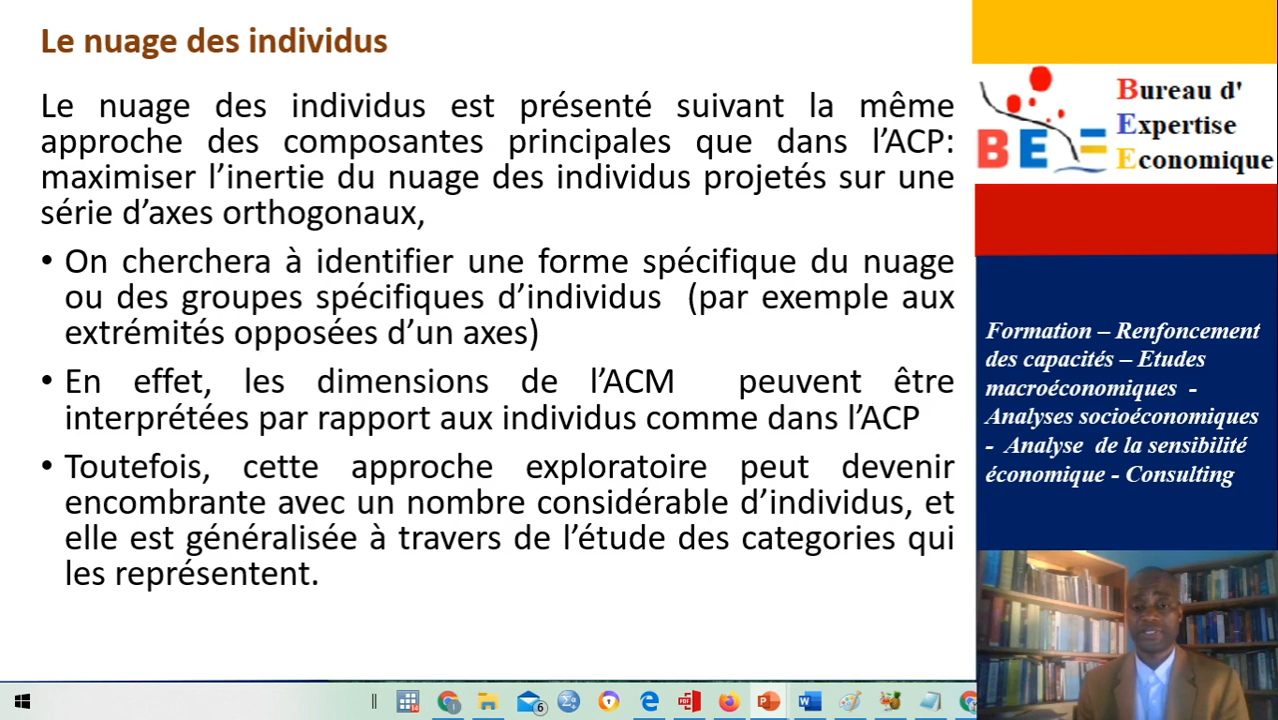 Le nuage des individus
Le nuage des individus est présenté suivant la même
approche des composantes principales que dans l’ACP:
maximiser l’inertie du nuage des individus projetés sur une
série d’axes orthogonaux,
• On cherchera à identifier une forme spécifique du nuage
ou des groupes spécifiques d’individus (par exemple aux
extrémités opposées d’un axes)
• En effet, les dimensions de l’ACM peuvent être
interprétées par rapport aux individus comme dans l’ACP
• Toutefois, cette approche exploratoire peut devenir
encombrante avec un nombre considérable d’individus, et
elle est généralisée à travers de l’étude des categories qui
les représentent.
BEE
Bureau d'
Expertise
Economique
Formation – Renfoncement
des capacités – Etudes
macroéconomiques -
Analyses socioéconomiques
- Analyse de la sensibilité
économique - Consulting